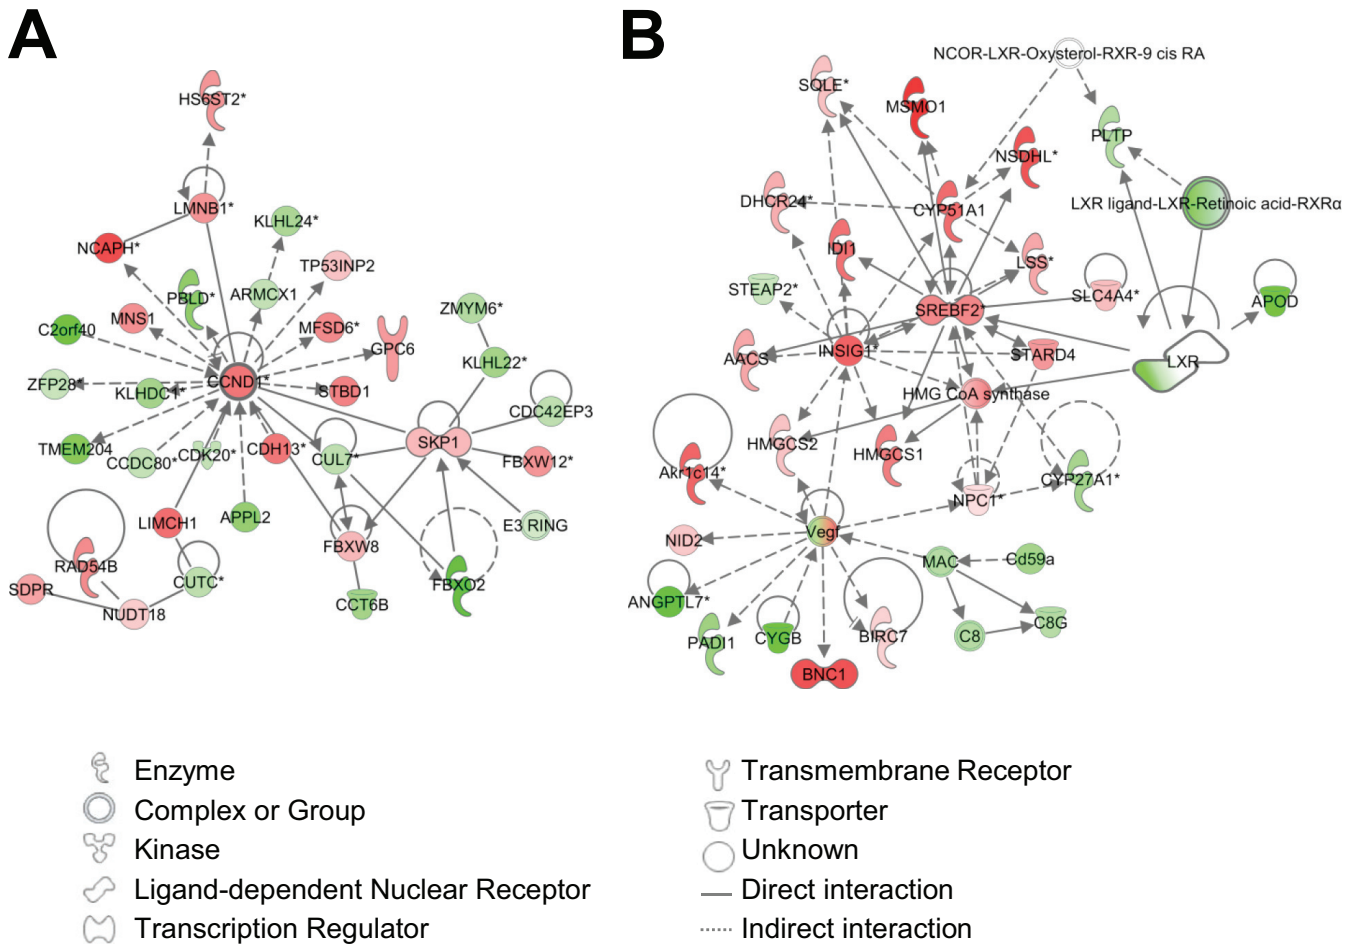 A
B
NCOR-LXR-Oxysterol-RXR-9 cis RA
HS6ST2*
SQLE*
MSMO1
PLTP
NSDHL*
LMNB1*
KLHL24*
DHCR24*
CYP51A1
LXR ligand-LXR-Retinoic acid-RXRα
NCAPH*
TP53INP2
IDI1
LSS*
PBLD*
ARMCX1
STEAP2*
SLC4A4*
APOD
C2orf40
MNS1
MFSD6*
ZMYM6*
SREBF2*
GPC6
KLHL22*
AACS
INSIG1*
STARD4
LXR
ZFP28*
KLHDC1*
CCND1*
STBD1
CDC42EP3
HMG CoA synthase
TMEM204
CCDC80*
CDK20*
CDH13*
CUL7*
SKP1
FBXW12*
HMGCS2
HMGCS1
Akr1c14*
CYP27A1*
LIMCH1
APPL2
E3 RING
NPC1*
FBXW8
NID2
Vegf
MAC
Cd59a
RAD54B
SDPR
CUTC*
FBXO2
NUDT18
CCT6B
ANGPTL7*
PADI1
CYGB
BIRC7
C8
C8G
BNC1
Enzyme
Complex or Group
Kinase
Ligand-dependent Nuclear Receptor
Transcription Regulator
Transmembrane Receptor
Transporter
Unknown
Direct interaction
Indirect interaction